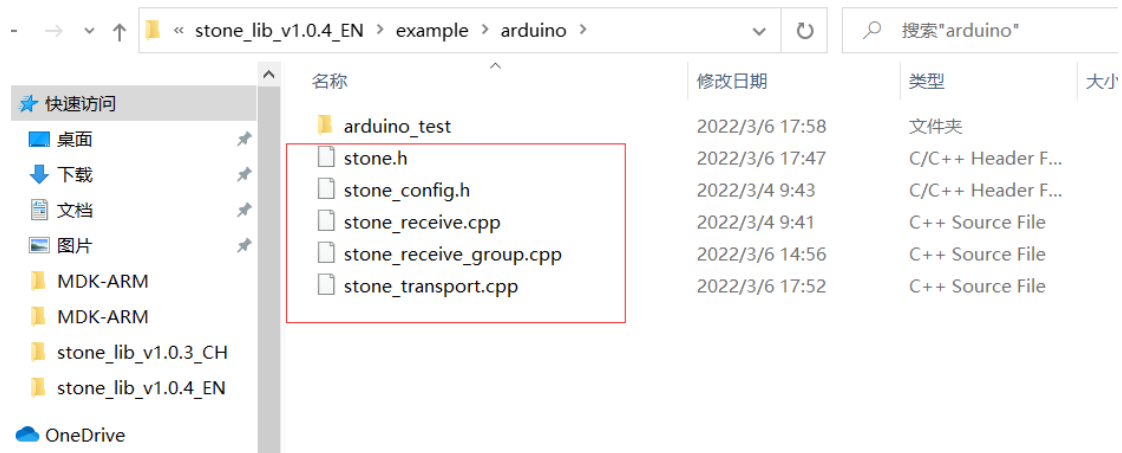 « stone_lib_v1.0.4_EN > example > arduino >
搜索"arduino"
名称 修改日期 类型 大小
快速访问
桌面
下载
文档
图片
MDK-ARM
MDK-ARM
stone_lib_v1.0.3_CH
stone_lib_v1.0.4_EN
OneDrive
arduino_test 2022/3/6 17:58 文件夹
stone.h 2022/3/6 17:47 C/C++ Header F...
stone_config.h 2022/3/4 9:43 C/C++ Header F...
stone_receive.cpp 2022/3/4 9:41 C++ Source File
stone_receive_group.cpp 2022/3/6 14:56 C++ Source File
stone_transport.cpp 2022/3/6 17:52 C++ Source File